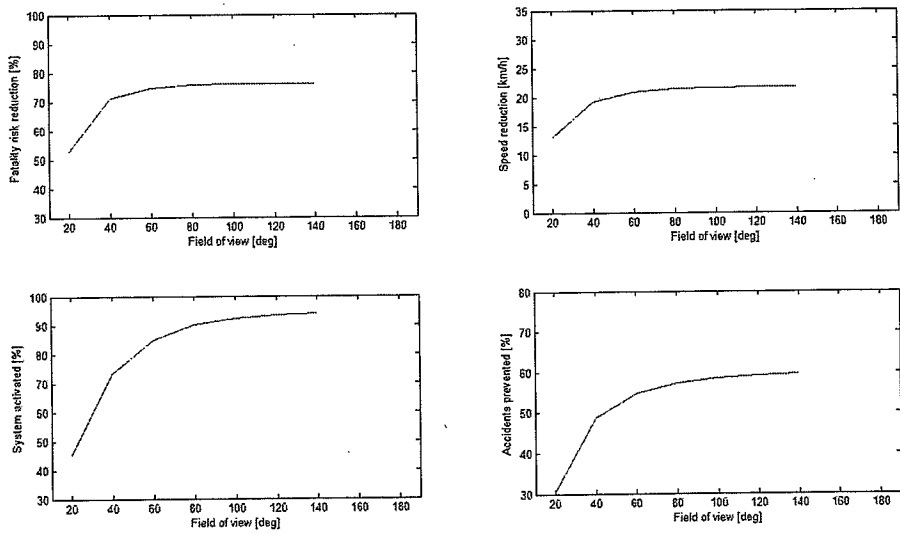 Fatality risk reduction [%]
100
90
80
70
60
50
40
30
20 40 60 80 100 120 140 160 180
Field of view [deg]
Speed reduction [km/h]
35
30
25
20
15
10
5
0
20 40 60 80 100 120 140 160 180
Field of view [deg]
System activated [%]
100
90
80
70
60
50
40
30
20 40 60 80 100 120 140 160 180
Field of view [deg]
Accidents prevented [%]
80
70
60
50
40
30
20 40 60 80 100 120 140 160 180
Field of view [deg]